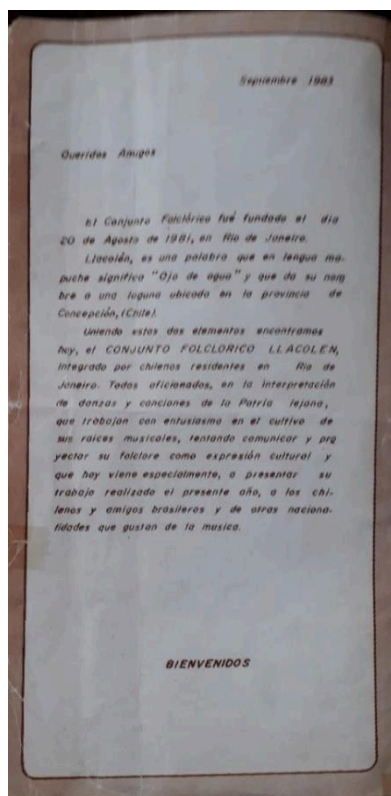 Septiembre 1983
Queridos Amigos
El Conjunto Folclórico fué fundado el dia
20 de Agosto de 1981, en Rio de Janeiro.
Llacolén, es una palabra que en lengua ma-
puche significa "Ojo de agua" y que da su nom
bre a una laguna ubicada en la provincia de
Concepción, (Chile).
Uniendo estos dos elementos encontramos
hoy, el CONJUNTO FOLCLORICO LLACOLEN,
integrado por chilenos residentes en Rio de
Janeiro. Todos aficionados, en la interpretación
de danzas y canciones de la Patria lejana,
que trabajan con entusiasmo en el cultivo de
sus raices musicales, tentando comunicar y pro
yectar su folclore como expresión cultural y
que hoy viene especialmente, a presentar su
trabajo realizado el presente año, a los chi-
lenos y amigos brasileros y de otras naciona-
lidades que gustan de la musica.
BIENVENIDOS